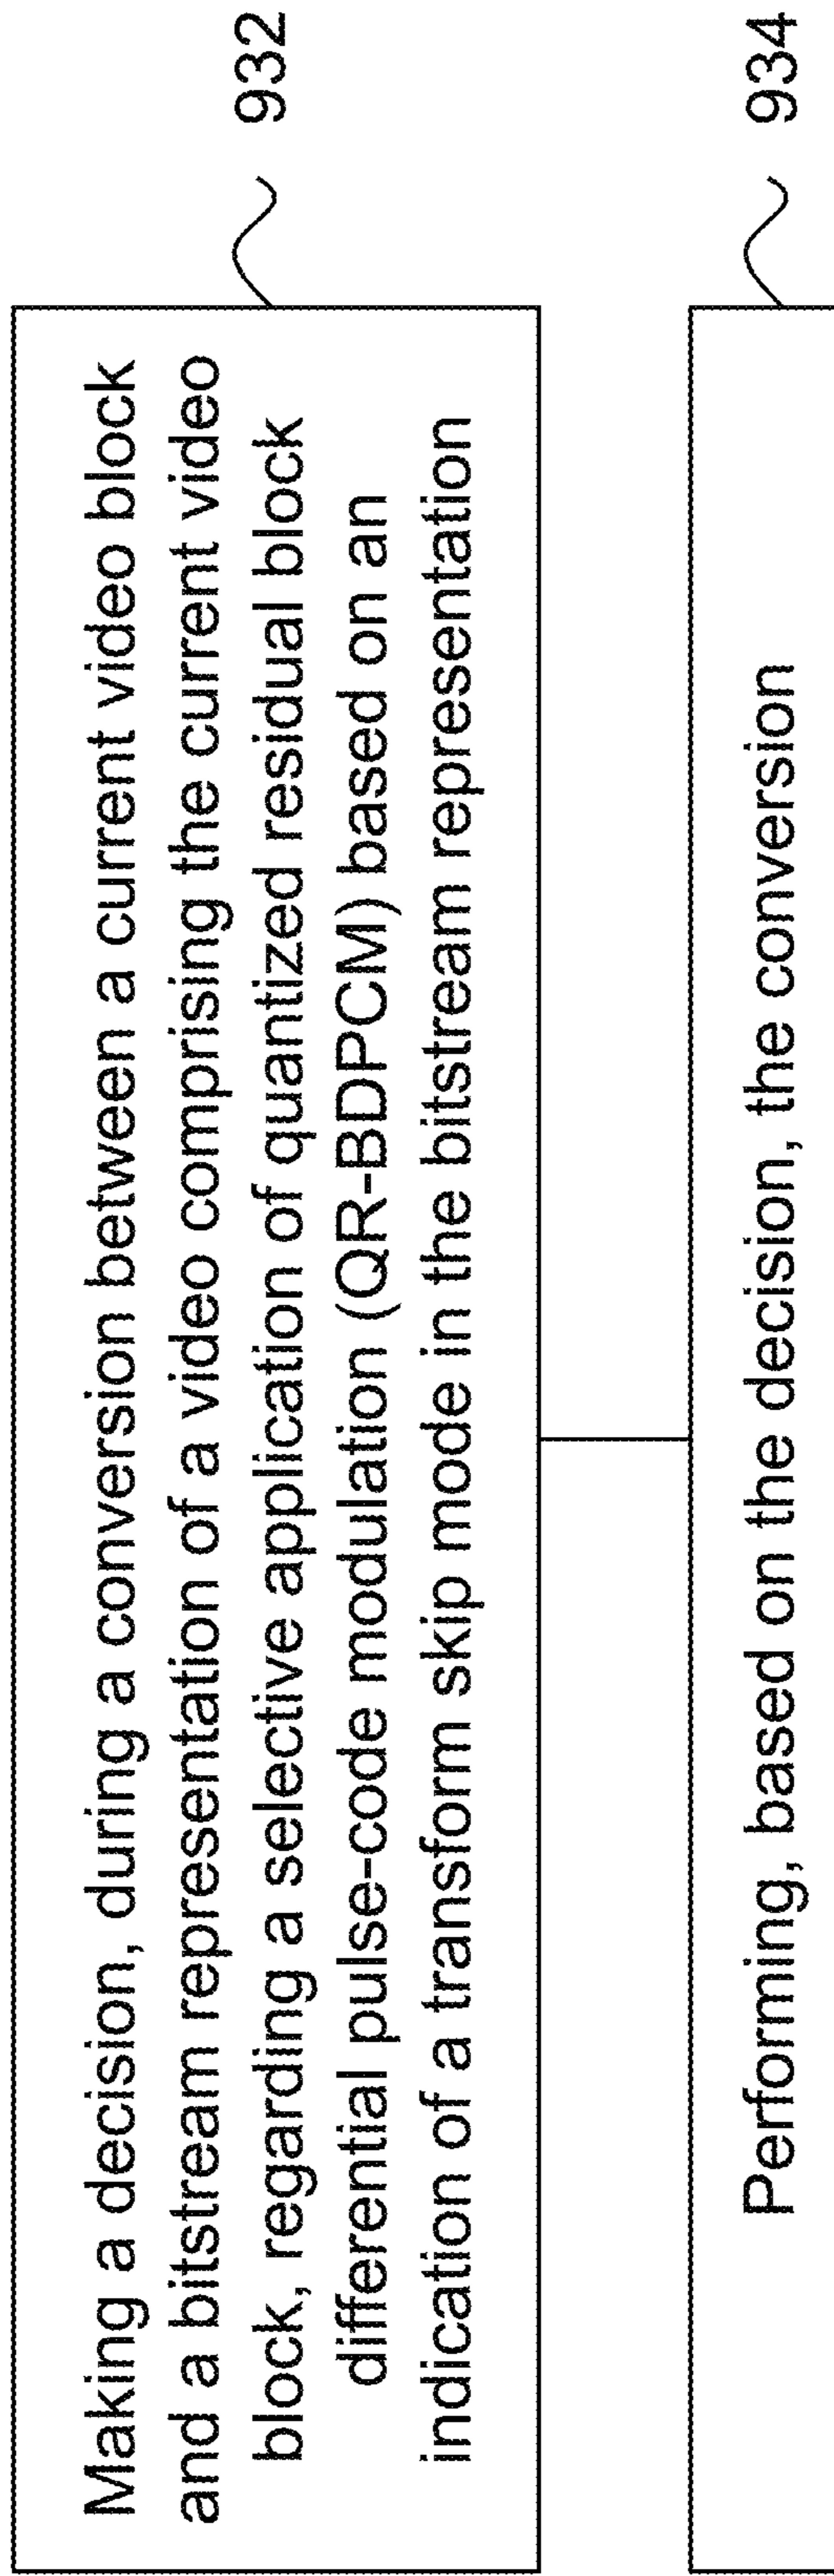 Making a decision, during a conversion between a current video block
and a bitstream representation of a video comprising the current video
block, regarding a selective application of quantized residual block
differential pulse-code modulation (QR-BDPCM) based on an
indication of a transform skip mode in the bitstream representation
932
Performing, based on the decision, the conversion
934